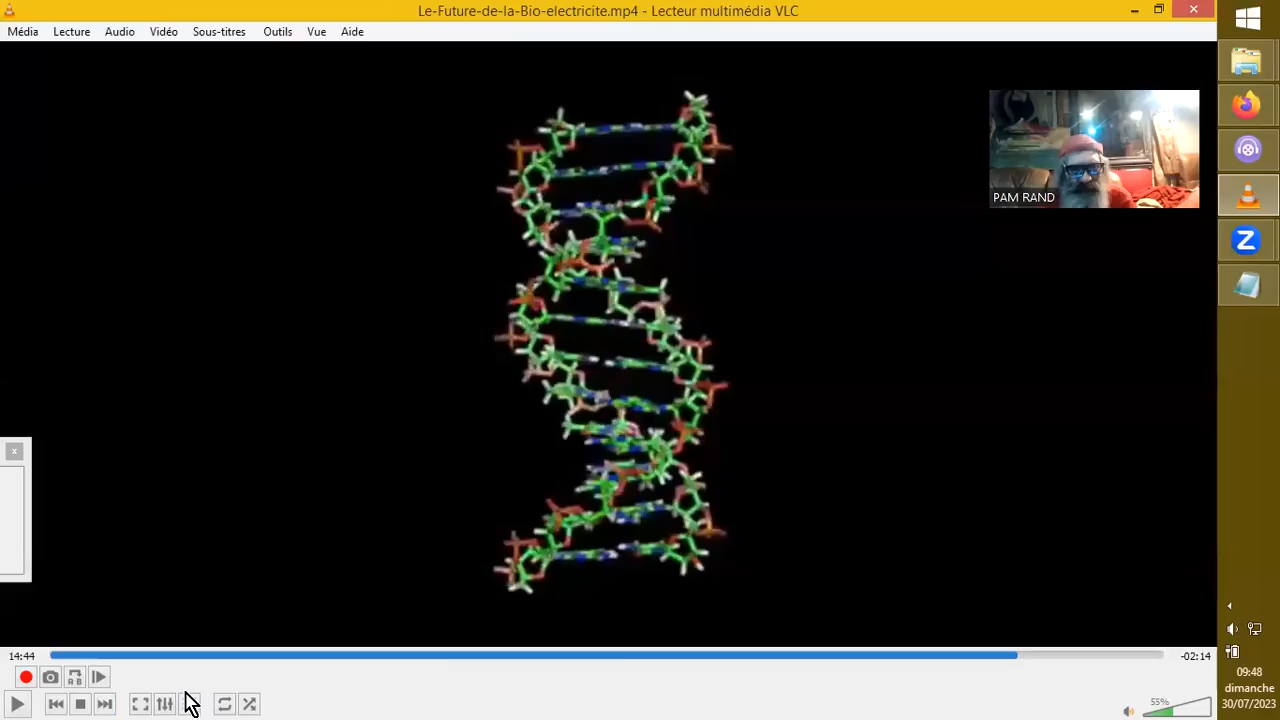 Le-Future-de-la-Bio-electricite.mp4 - Lecteur multimédia VLC
Média Lecture Audio Vidéo Sous-titres Outils Vue Aide
PAM RAND
14:44
-02:14
55%
09:48
dimanche
30/07/2023